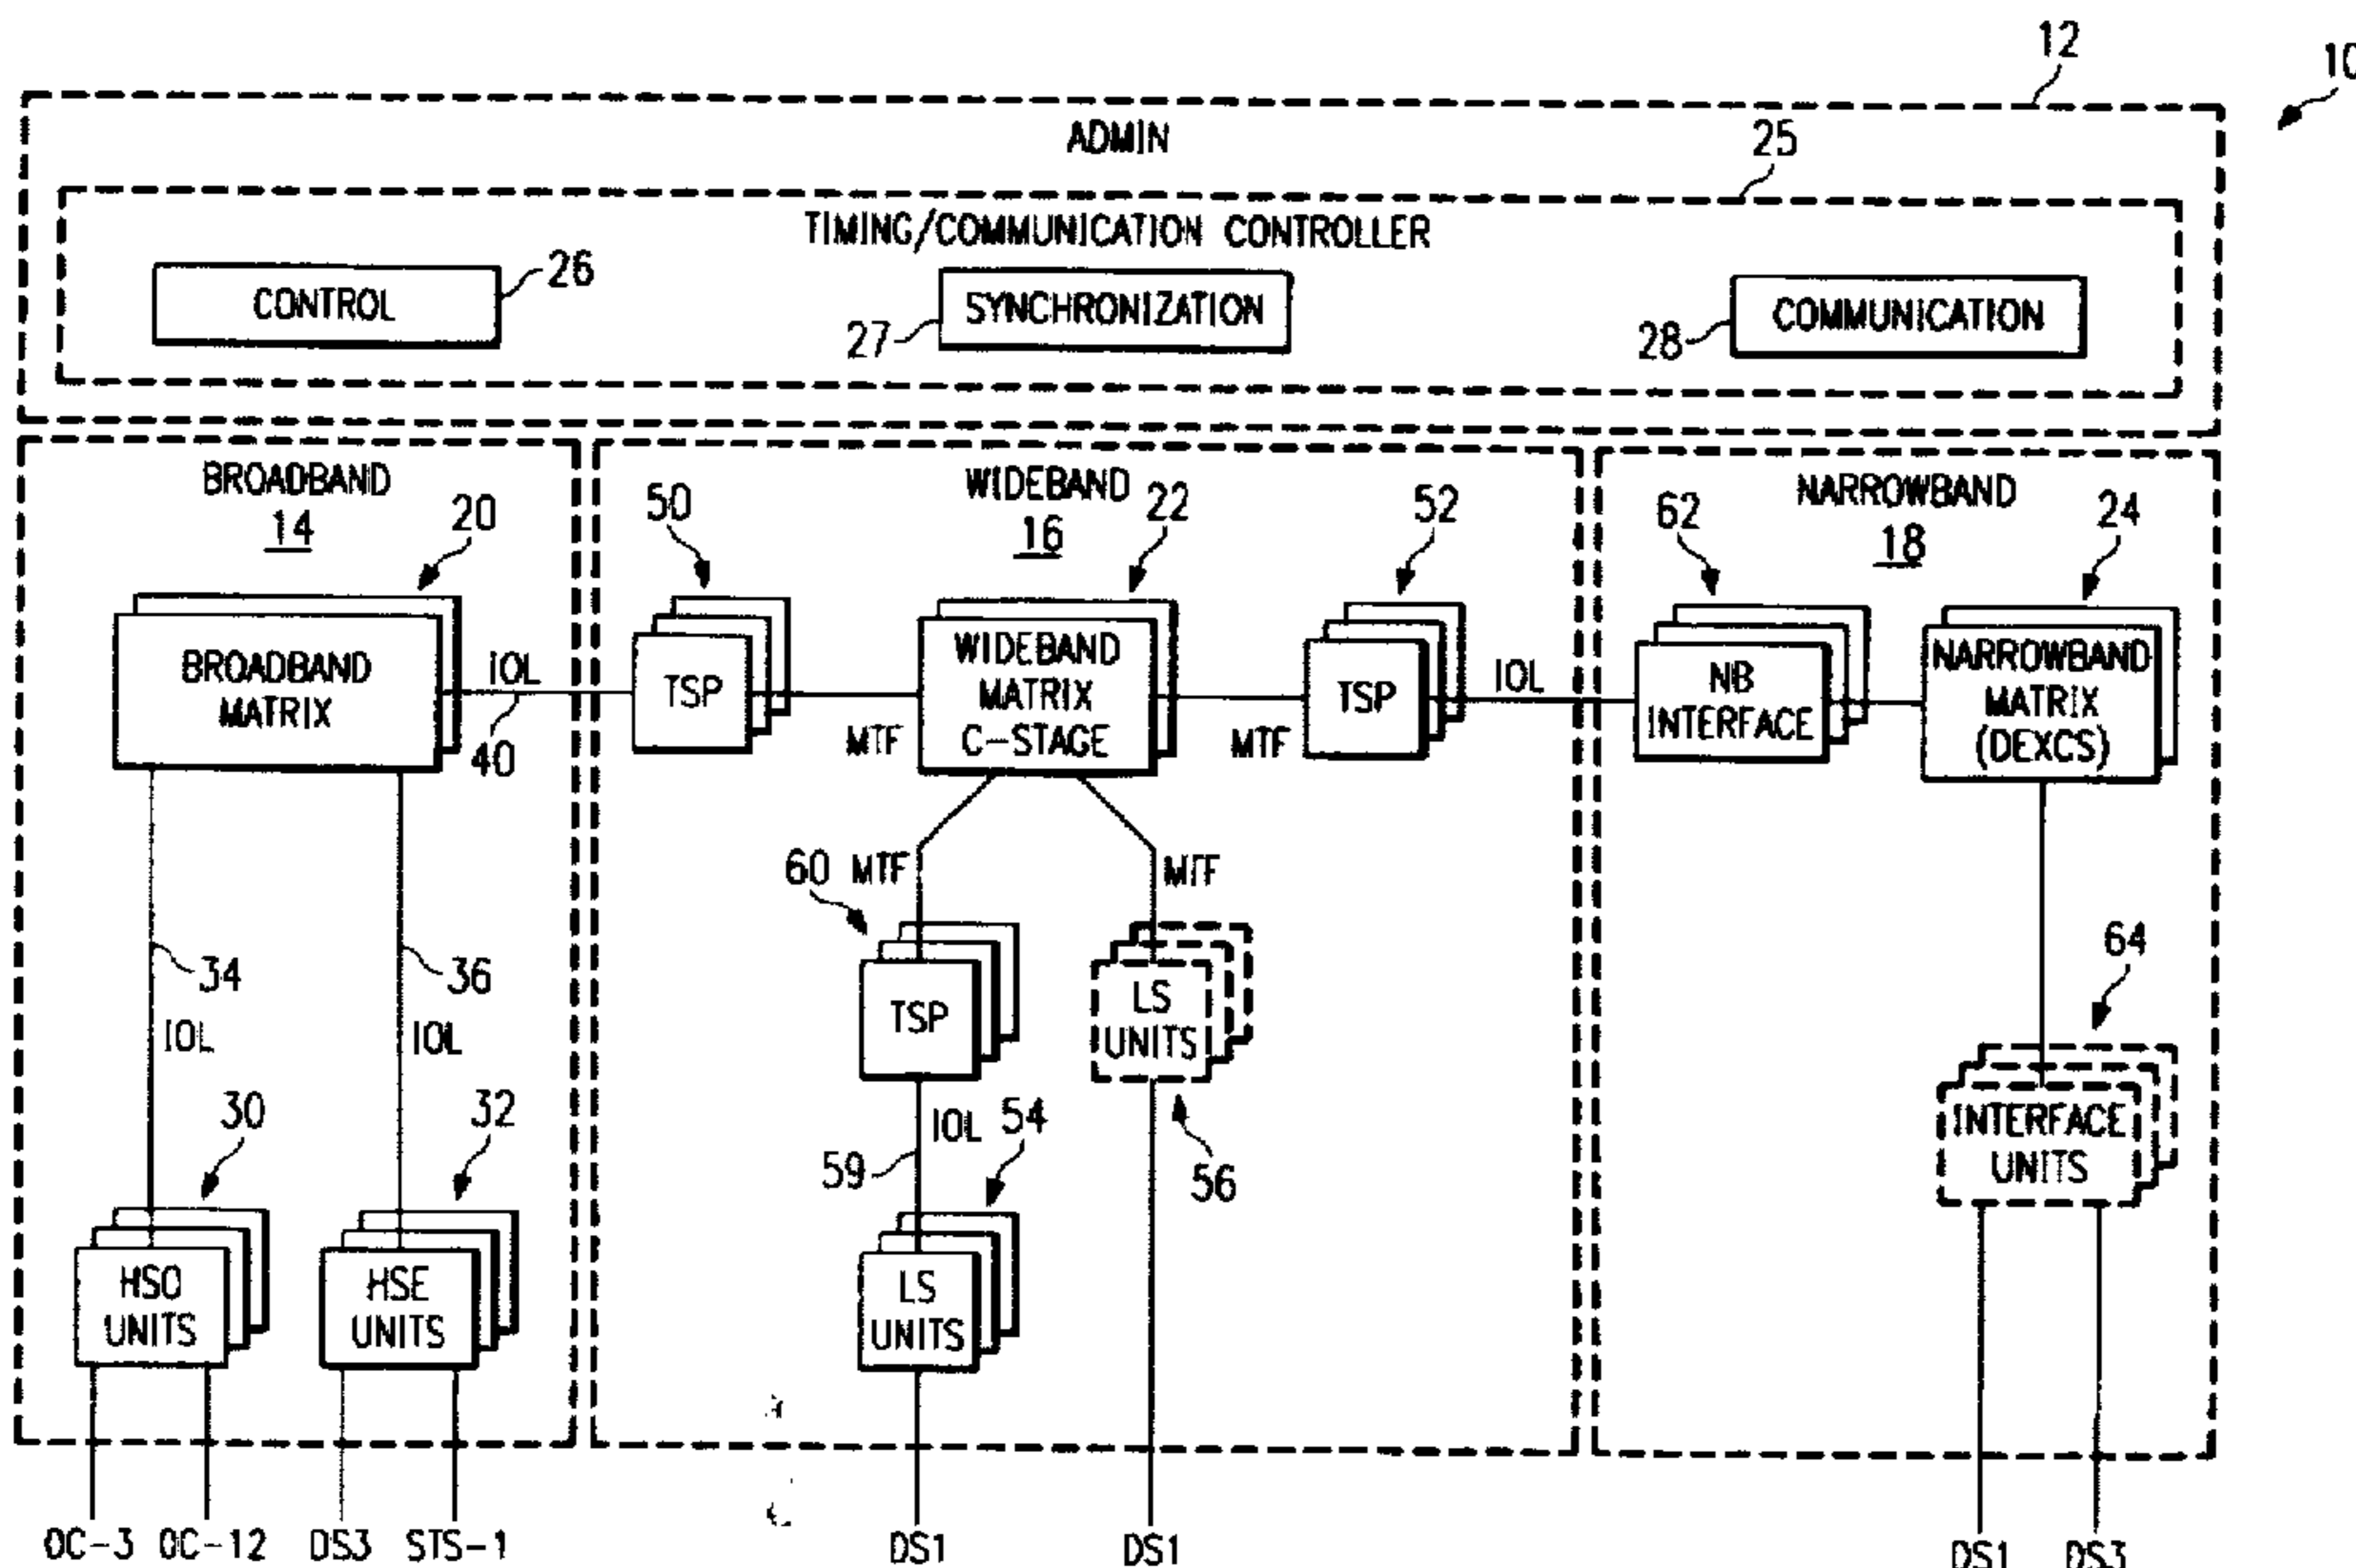 12
10
ADMIN
25
TIMING/COMMUNICATION CONTROLLER
CONTROL
26
27
SYNCHRONIZATION
28
COMMUNICATION
BROADBAND
14
20
BROADBAND
MATRIX
IOL
40
34
IOL
36
IOL
30
HSO
UNITS
32
HSE
UNITS
OC-3
OC-12
DS3
STS-1
WIDEBAND
16
50
TSP
MTF
22
WIDEBAND
MATRIX
C-STAGE
MTF
52
TSP
IOL
60
MTF
MTF
TSP
LS
UNITS
56
59
IOL
54
LS
UNITS
DS1
DS1
NARROWBAND
18
62
NB
INTERFACE
24
NARROWBAND
MATRIX
(DEXCS)
64
INTERFACE
UNITS
DS1
DS3